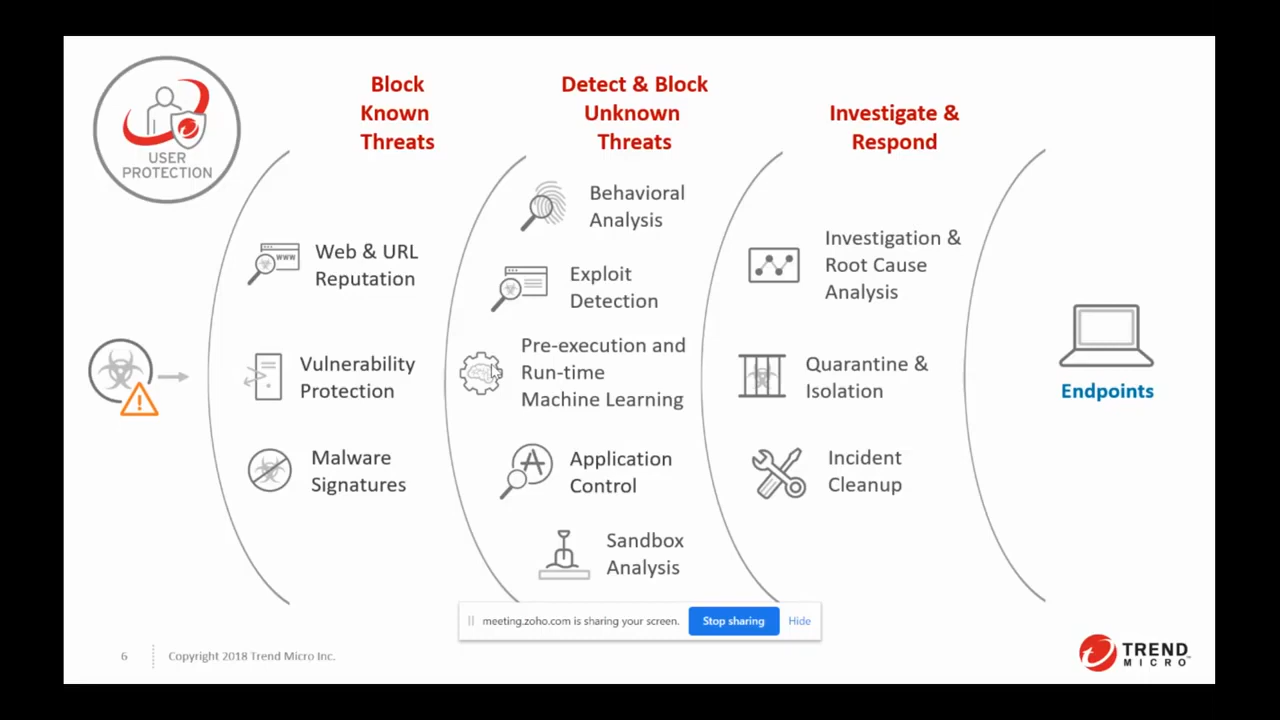 USER
PROTECTION
Block
Known
Threats
Web & URL
Reputation
WWW
Vulnerability
Protection
Malware
Signatures
Detect & Block
Unknown
Threats
Behavioral
Analysis
Exploit
Detection
Pre-execution and
Run-time
Machine Learning
Application
Control
Sandbox
Analysis
Investigate &
Respond
Investigation &
Root Cause
Analysis
Quarantine &
Isolation
Incident
Cleanup
Endpoints
meeting.zoho.com is sharing your screen.
Stop sharing
Hide
6
Copyright 2018 Trend Micro Inc.
TREND
MICRO